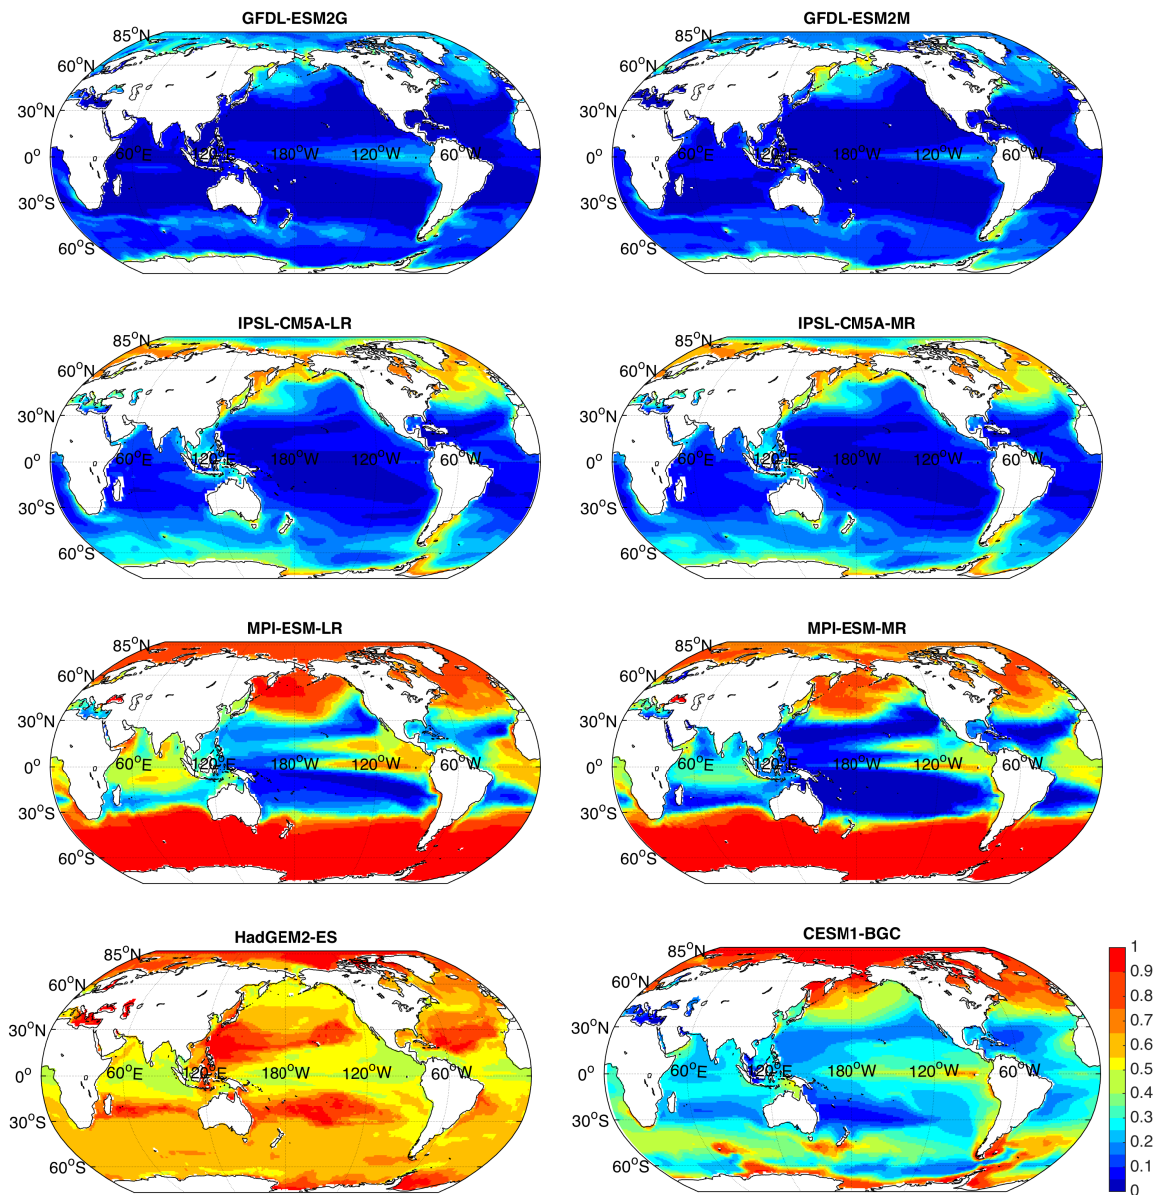 GFDL-ESM2G
GFDL-ESM2M
85°N
60°N
30°N
0°
30°S
60°S
60°E 120°E 180°W 120°W 60°W
85°N
60°N
30°N
0°
30°S
60°S
60°E 120°E 180°W 120°W 60°W
IPSL-CM5A-LR
IPSL-CM5A-MR
85°N
60°N
30°N
0°
30°S
60°S
60°E 120°E 180°W 120°W 60°W
85°N
60°N
30°N
0°
30°S
60°S
60°E 120°E 180°W 120°W 60°W
MPI-ESM-LR
MPI-ESM-MR
85°N
60°N
30°N
0°
30°S
60°S
60°E 120°E 180°W 120°W 60°W
85°N
60°N
30°N
0°
30°S
60°S
60°E 120°E 180°W 120°W 60°W
HadGEM2-ES
CESM1-BGC
85°N
60°N
30°N
0°
30°S
60°S
60°E 120°E 180°W 120°W 60°W
85°N
60°N
30°N
0°
30°S
60°S
60°E 120°E 180°W 120°W 60°W
1
0.9
0.8
0.7
0.6
0.5
0.4
0.3
0.2
0.1
0